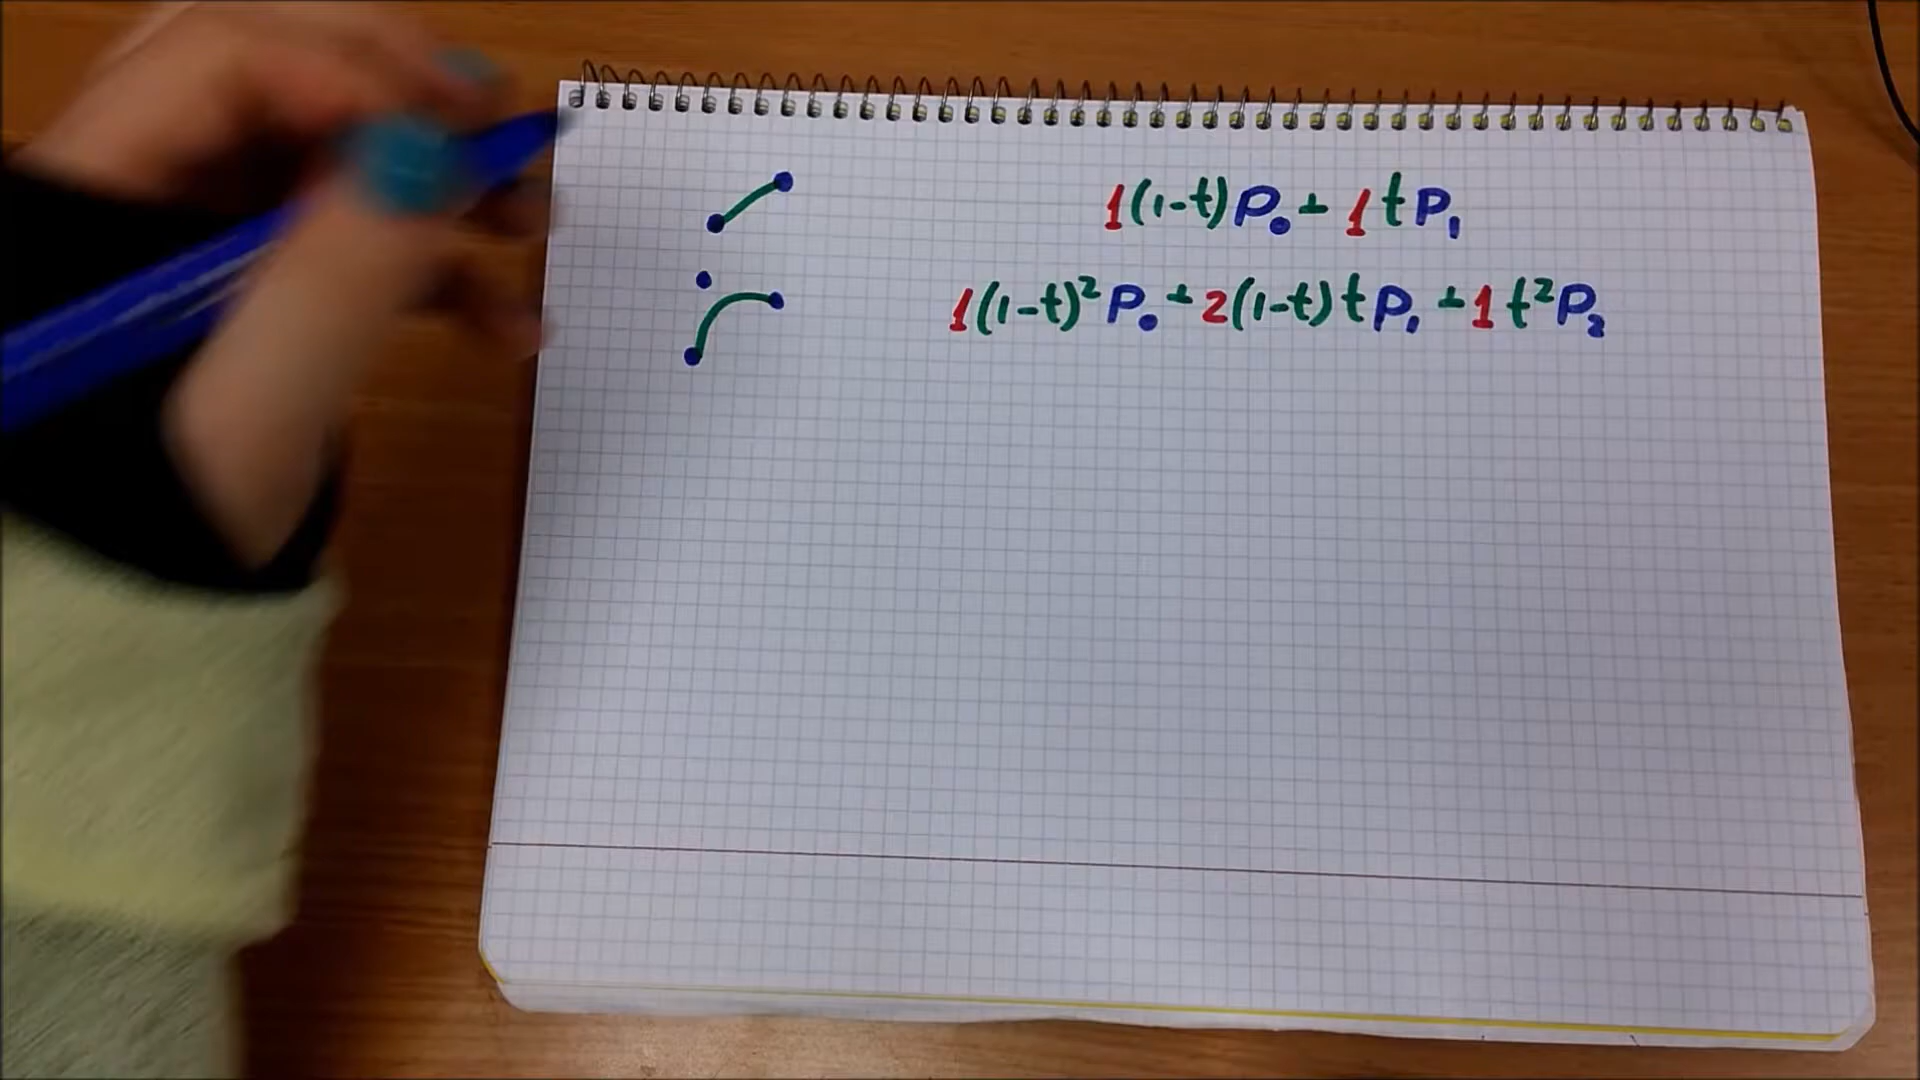 1(1-t)P₀ + 1tP₁
1(1-t)²P₀ + 2(1-t)tP₁ + 1t²P₂